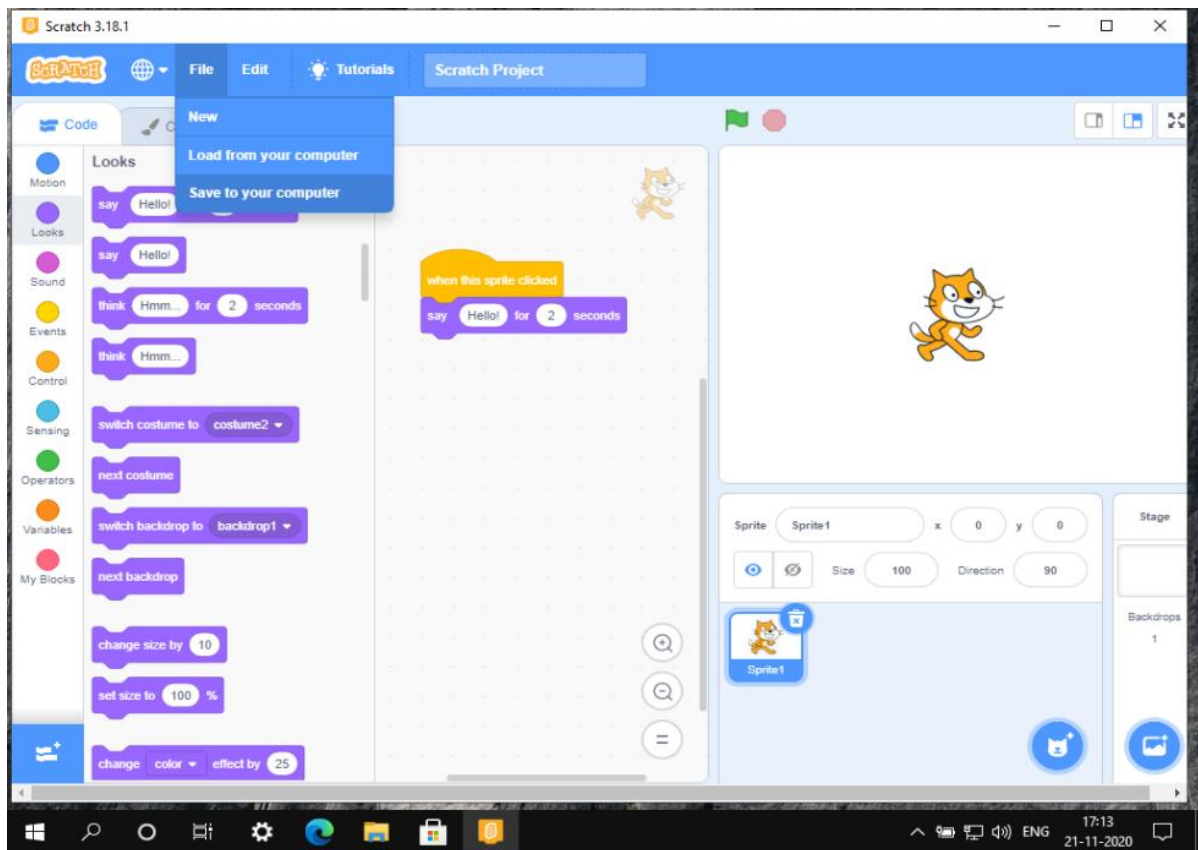 Scratch 3.18.1
SCRATCH
File
Edit
Tutorials
Scratch Project
New
Load from your computer
Save to your computer
Code
Motion
Looks
Sound
Events
Control
Sensing
Operators
Variables
My Blocks
Looks
say Hello!
say Hello!
think Hmm... for 2 seconds
think Hmm...
switch costume to costume2
next costume
switch backdrop to backdrop1
next backdrop
change size by 10
set size to 100 %
change color effect by 25
when this sprite clicked
say Hello! for 2 seconds
Sprite Sprite1 x 0 y 0
Size 100 Direction 90
Sprite1
Stage
Backdrops
1
ENG
17:13
21-11-2020